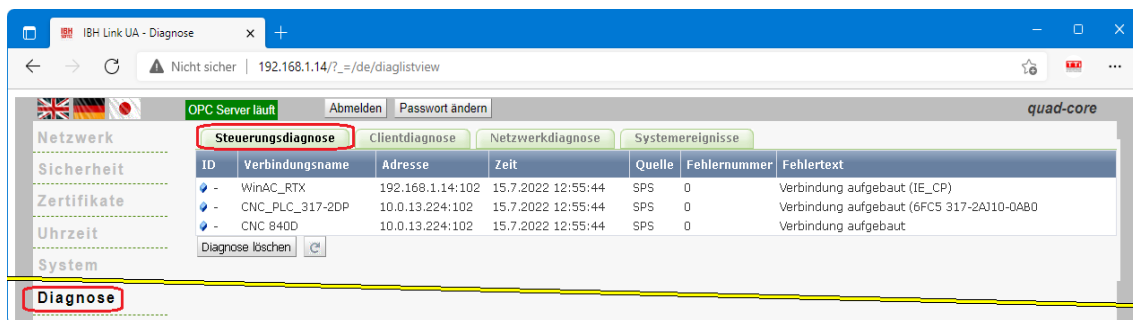 IBH Link UA - Diagnose
Nicht sicher | 192.168.1.14/?_=/de/diaglistview
OPC Server läuft Abmelden Passwort ändern quad-core
Netzwerk
Sicherheit
Zertifikate
Uhrzeit
System
Diagnose
Steuerungsdiagnose Clientdiagnose Netzwerkdiagnose Systemereignisse
ID Verbindungsname Adresse Zeit Quelle Fehlernummer Fehlertext
- WinAC_RTX 192.168.1.14:102 15.7.2022 12:55:44 SPS 0 Verbindung aufgebaut (IE_CP)
- CNC_PLC_317-2DP 10.0.13.224:102 15.7.2022 12:55:44 SPS 0 Verbindung aufgebaut (6FC5 317-2AJ10-0AB0
- CNC 840D 10.0.13.224:102 15.7.2022 12:55:44 SPS 0 Verbindung aufgebaut
Diagnose löschen